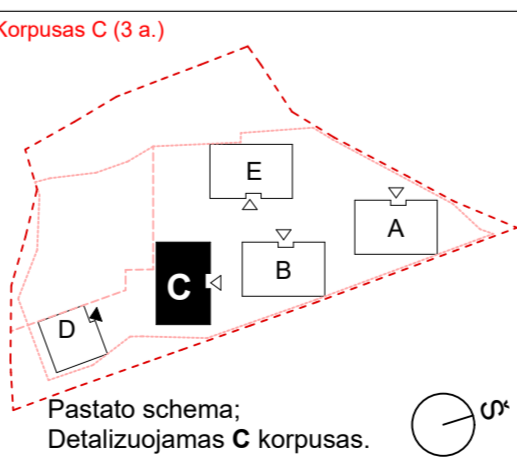 Korpusas C (3 a.)
E
A
B
C
D
Pastato schema;
Detalizuojamas C korpusas.
Š